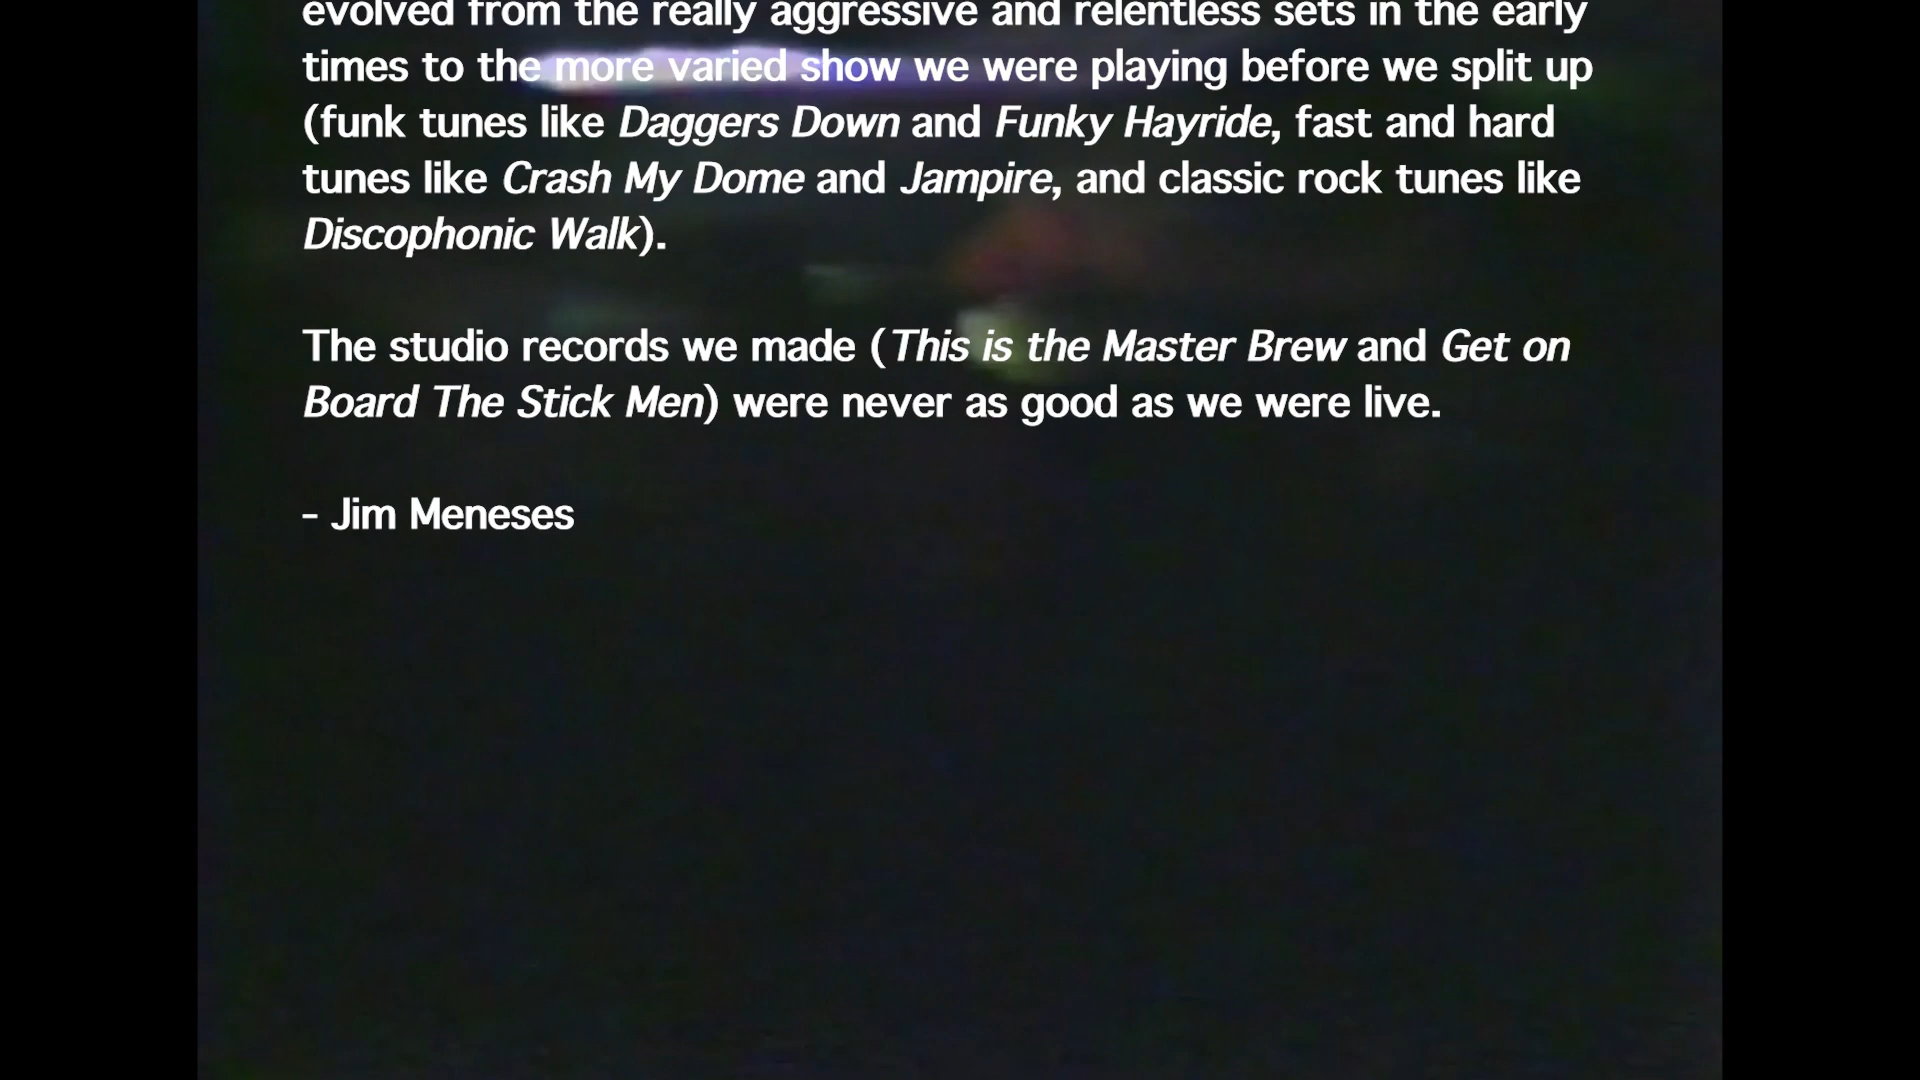 evolved from the really aggressive and relentless sets in the early
times to the more varied show we were playing before we split up
(funk tunes like Daggers Down and Funky Hayride, fast and hard
tunes like Crash My Dome and Jampire, and classic rock tunes like
Discophonic Walk).
The studio records we made (This is the Master Brew and Get on
Board The Stick Men) were never as good as we were live.
- Jim Meneses